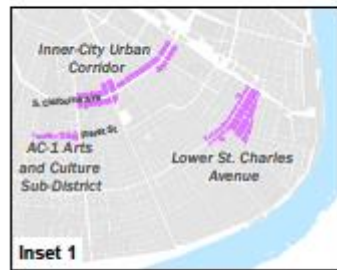 Inner-City Urban
Corridor
S. Claiborne Ave
AC-1 Arts
and Culture
Sub-District
Lower St. Charles
Avenue
Inset 1